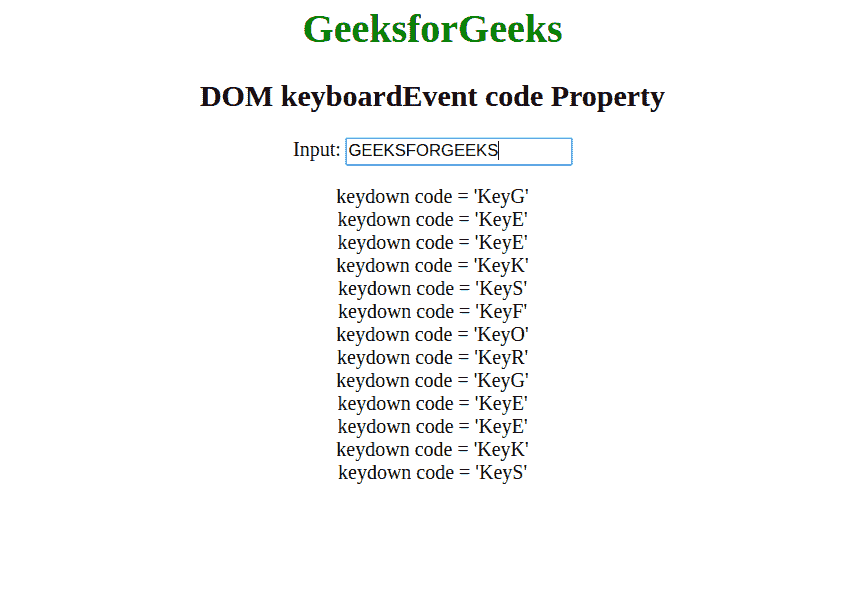 GeeksforGeeks
DOM keyboardEvent code Property
Input: GEEKSFORGEEKS
keydown code = 'KeyG'
keydown code = 'KeyE'
keydown code = 'KeyE'
keydown code = 'KeyK'
keydown code = 'KeyS'
keydown code = 'KeyF'
keydown code = 'KeyO'
keydown code = 'KeyR'
keydown code = 'KeyG'
keydown code = 'KeyE'
keydown code = 'KeyE'
keydown code = 'KeyK'
keydown code = 'KeyS'